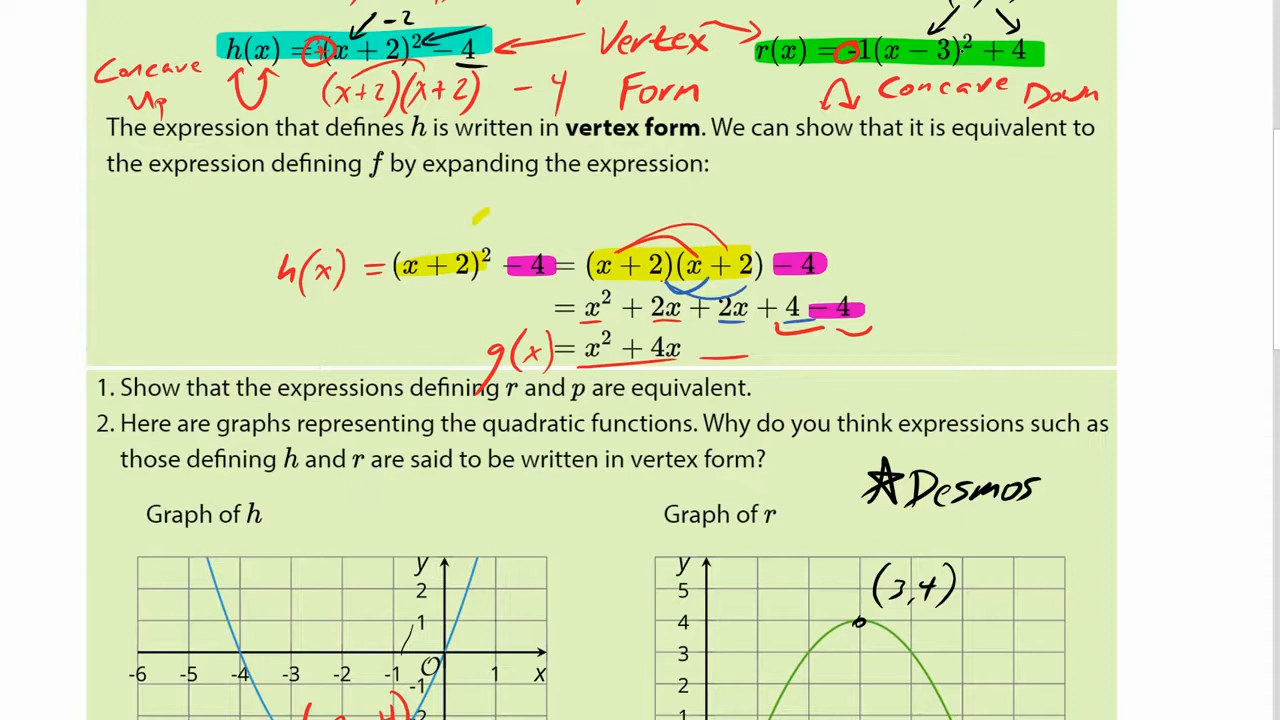 -2
h(x) = +(x + 2)² − 4
Vertex
r(x) = −1(x − 3)² + 4
Concave
Up
(x+2)(x+2) - 4
Form
Concave Down
The expression that defines h is written in vertex form. We can show that it is equivalent to
the expression defining f by expanding the expression:
h(x) = (x + 2)² − 4 = (x + 2)(x + 2) − 4
= x² + 2x + 2x + 4 − 4
g(x) = x² + 4x
1. Show that the expressions defining r and p are equivalent.
2. Here are graphs representing the quadratic functions. Why do you think expressions such as
those defining h and r are said to be written in vertex form?
Desmos
Graph of h
Graph of r
y
2
1
O
-6 -5 -4 -3 -2 -1 1 x
-1
y
5
(3,4)
4
3
2
1